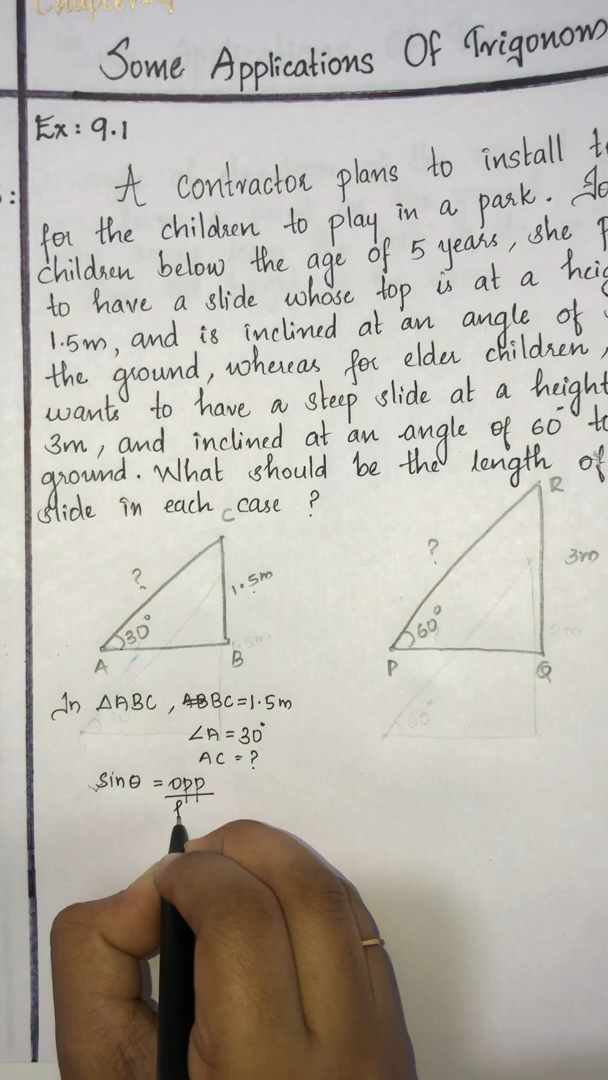 Some Applications Of
Ex: 9.1
A contractor plans to install
for the children to play in a park.
children below the age of 5 years, she
to have a slide whose top is at a
1.5m, and is inclined at an angle of
the ground, whereas for elder children,
wants to have a steep slide at a height
3m, and inclined at an angle of 60° to
ground. What should be the length of
slide in each case ?
C
?
1.5m
30°
A
B
R
?
3m
60°
P
Q
In ΔABC, BC=1.5m
∠A = 30°
AC = ?
Sinθ = opp